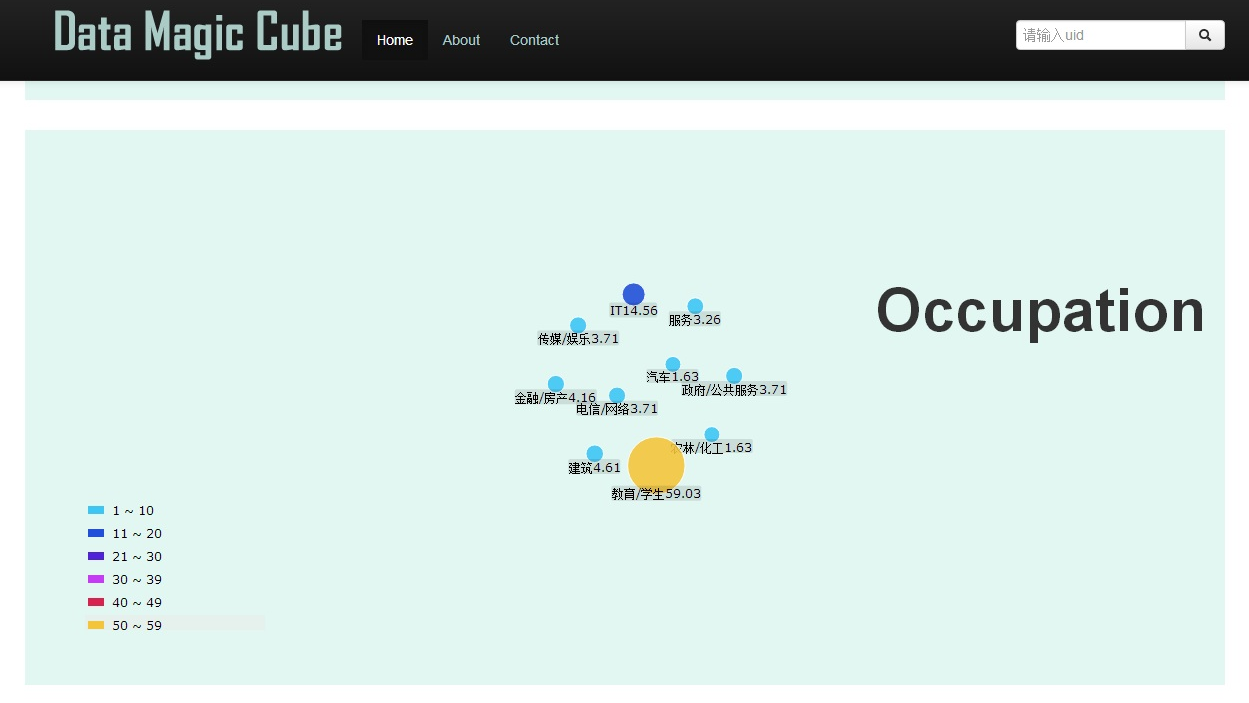 Data Magic Cube
Home
About
Contact
请输入uid
Occupation
IT14.56
服务3.26
传媒/娱乐3.71
汽车1.63
政府/公共服务3.71
金融/房产4.16
电信/网络3.71
农林/化工1.63
建筑4.61
教育/学生59.03
1 ~ 10
11 ~ 20
21 ~ 30
30 ~ 39
40 ~ 49
50 ~ 59